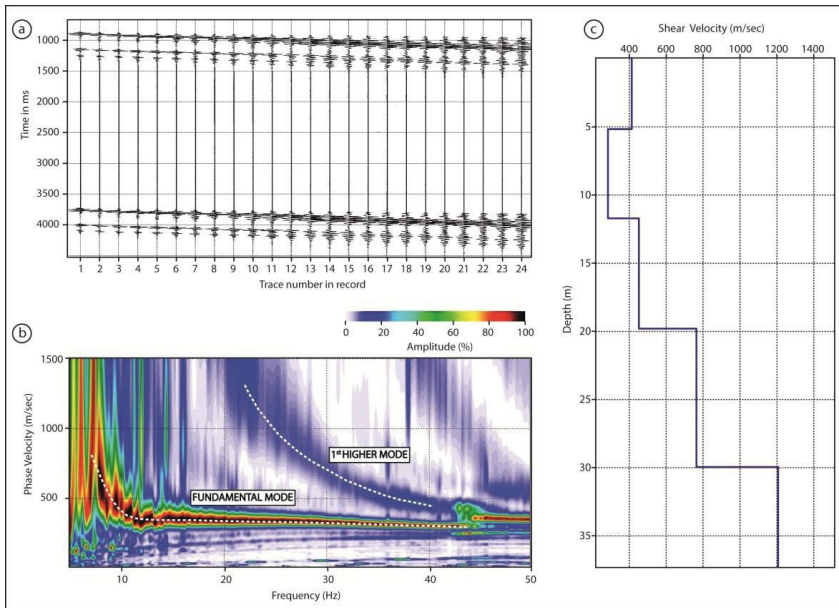 a
Time in ms
1000
1500
2000
2500
3000
3500
4000
1 2 3 4 5 6 7 8 9 10 11 12 13 14 15 16 17 18 19 20 21 22 23 24
Trace number in record
b
0 20 40 60 80 100
Amplitude (%)
Phase Velocity (m/sec)
1500
1000
500
1st HIGHER MODE
FUNDAMENTAL MODE
10 20 30 40 50
Frequency (Hz)
c
Shear Velocity (m/sec)
400 600 800 1000 1200 1400
Depth (m)
5
10
15
20
25
30
35